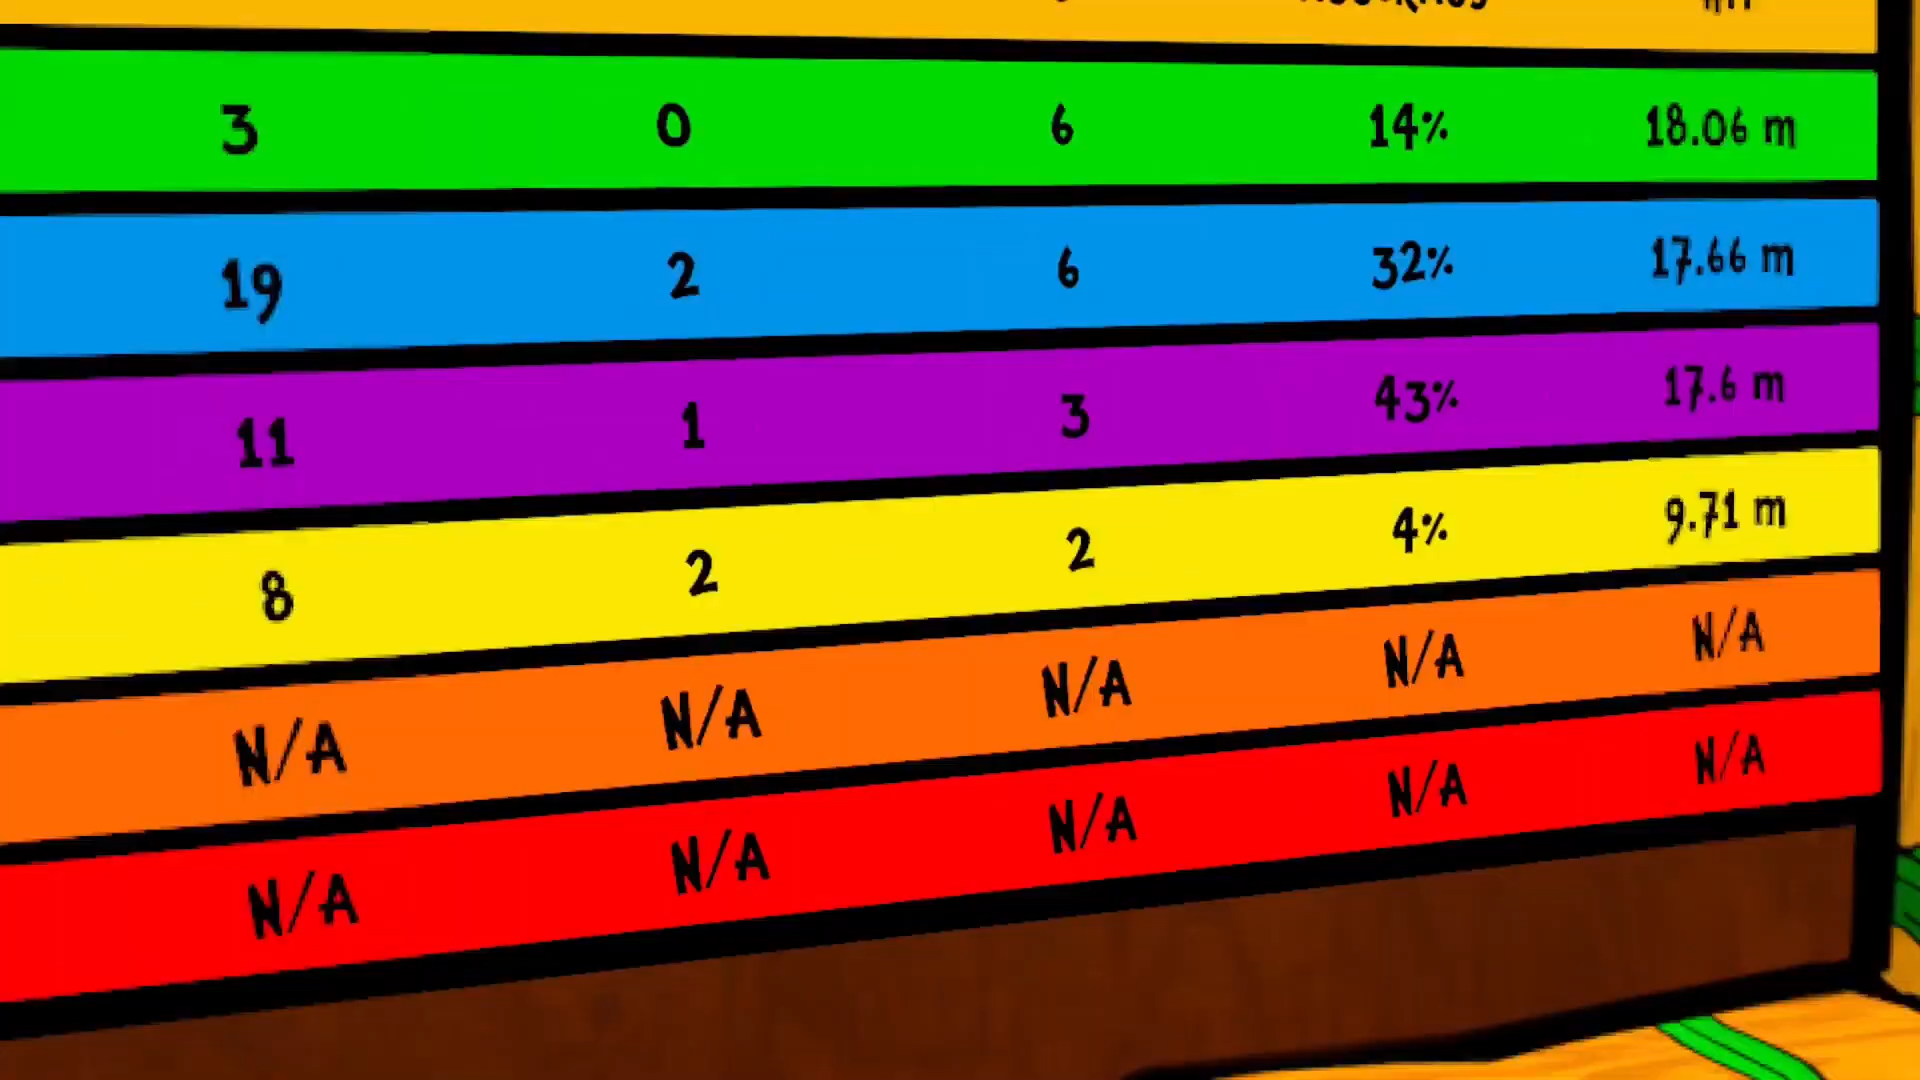 3 0 6 14% 18.06 m
19 2 6 32% 17.66 m
11 1 3 43% 17.6 m
8 2 2 4% 9.71 m
N/A N/A N/A N/A N/A
N/A N/A N/A N/A N/A